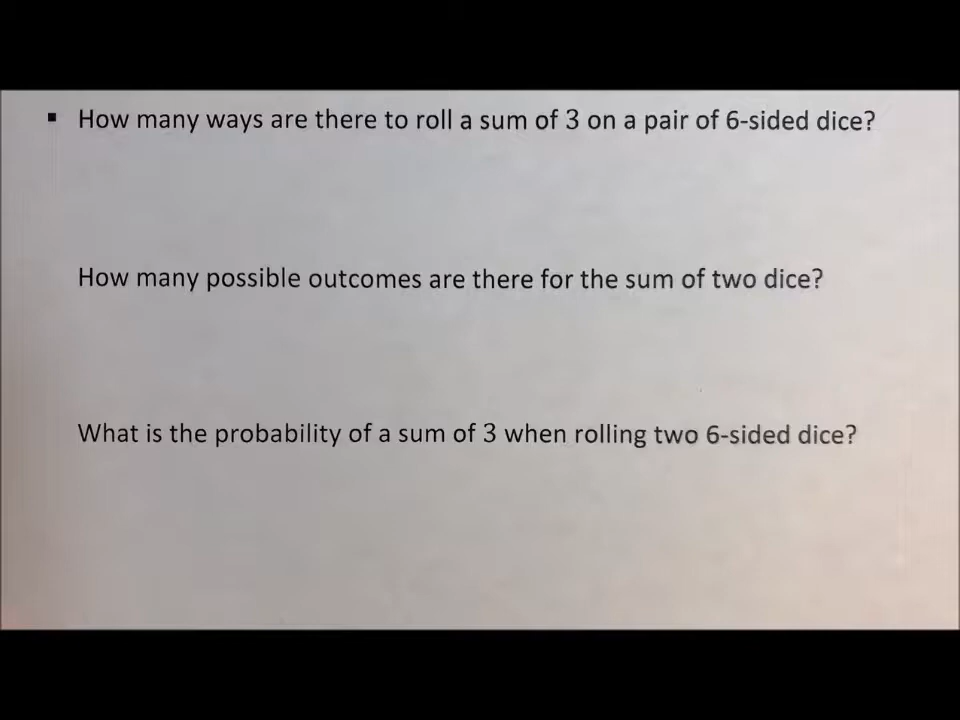 ▪ How many ways are there to roll a sum of 3 on a pair of 6-sided dice?
How many possible outcomes are there for the sum of two dice?
What is the probability of a sum of 3 when rolling two 6-sided dice?